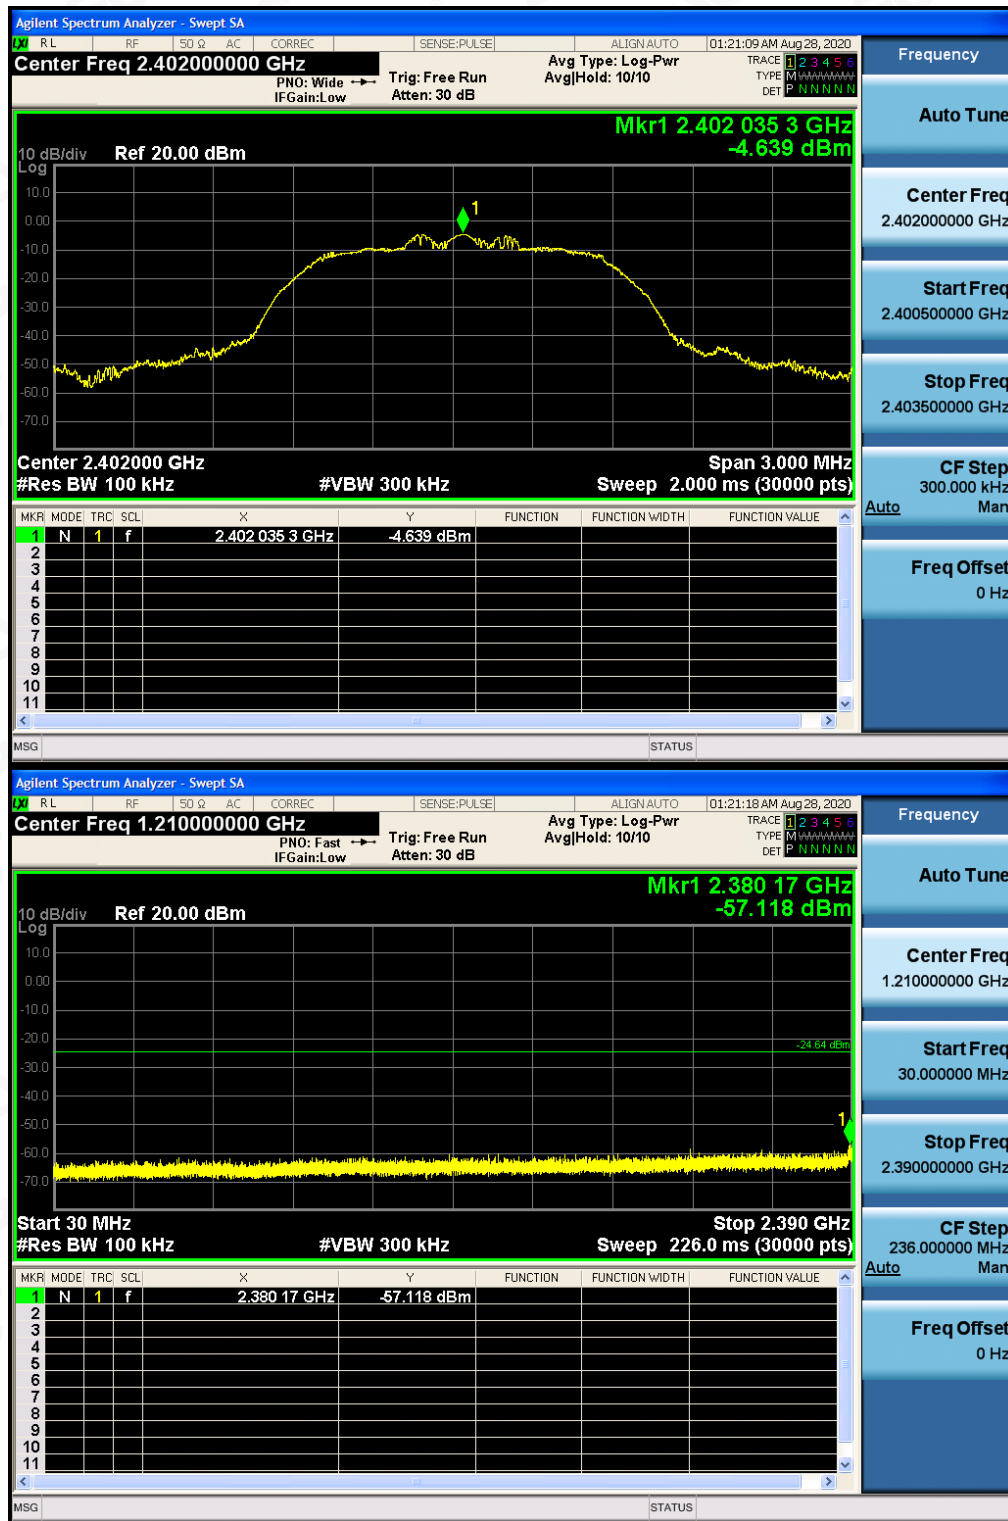 Agilent Spectrum Analyzer - Swept SA
LXI RL RF 50 Ω AC CORREC SENSE:PULSE ALIGN AUTO 01:21:09 AM Aug 28, 2020
Center Freq 2.402000000 GHz
PNO: Wide
IFGain:Low
Trig: Free Run
Atten: 30 dB
Avg Type: Log-Pwr
Avg|Hold: 10/10
TRACE 1 2 3 4 5 6
TYPE M WWWWW
DET P N N N N N
Mkr1 2.402 035 3 GHz
-4.639 dBm
10 dB/div Ref 20.00 dBm
Log
10.0
0.00
-10.0
-20.0
-30.0
-40.0
-50.0
-60.0
-70.0
1
Center 2.402000 GHz Span 3.000 MHz
#Res BW 100 kHz #VBW 300 kHz Sweep 2.000 ms (30000 pts)
MKR MODE TRC SCL X Y FUNCTION FUNCTION WIDTH FUNCTION VALUE
1 N 1 f 2.402 035 3 GHz -4.639 dBm
2
3
4
5
6
7
8
9
10
11
MSG STATUS
Frequency
Auto Tune
Center Freq
2.402000000 GHz
Start Freq
2.400500000 GHz
Stop Freq
2.403500000 GHz
CF Step
300.000 kHz
Auto Man
Freq Offset
0 Hz
Agilent Spectrum Analyzer - Swept SA
LXI RL RF 50 Ω AC CORREC SENSE:PULSE ALIGN AUTO 01:21:18 AM Aug 28, 2020
Center Freq 1.210000000 GHz
PNO: Fast
IFGain:Low
Trig: Free Run
Atten: 30 dB
Avg Type: Log-Pwr
Avg|Hold: 10/10
TRACE 1 2 3 4 5 6
TYPE M WWWWW
DET P N N N N N
Mkr1 2.380 17 GHz
-57.118 dBm
10 dB/div Ref 20.00 dBm
Log
10.0
0.00
-10.0
-20.0
-30.0
-40.0
-50.0
-60.0
-70.0
-24.64 dBm
1
Start 30 MHz Stop 2.390 GHz
#Res BW 100 kHz #VBW 300 kHz Sweep 226.0 ms (30000 pts)
MKR MODE TRC SCL X Y FUNCTION FUNCTION WIDTH FUNCTION VALUE
1 N 1 f 2.380 17 GHz -57.118 dBm
2
3
4
5
6
7
8
9
10
11
MSG STATUS
Frequency
Auto Tune
Center Freq
1.210000000 GHz
Start Freq
30.000000 MHz
Stop Freq
2.390000000 GHz
CF Step
236.000000 MHz
Auto Man
Freq Offset
0 Hz